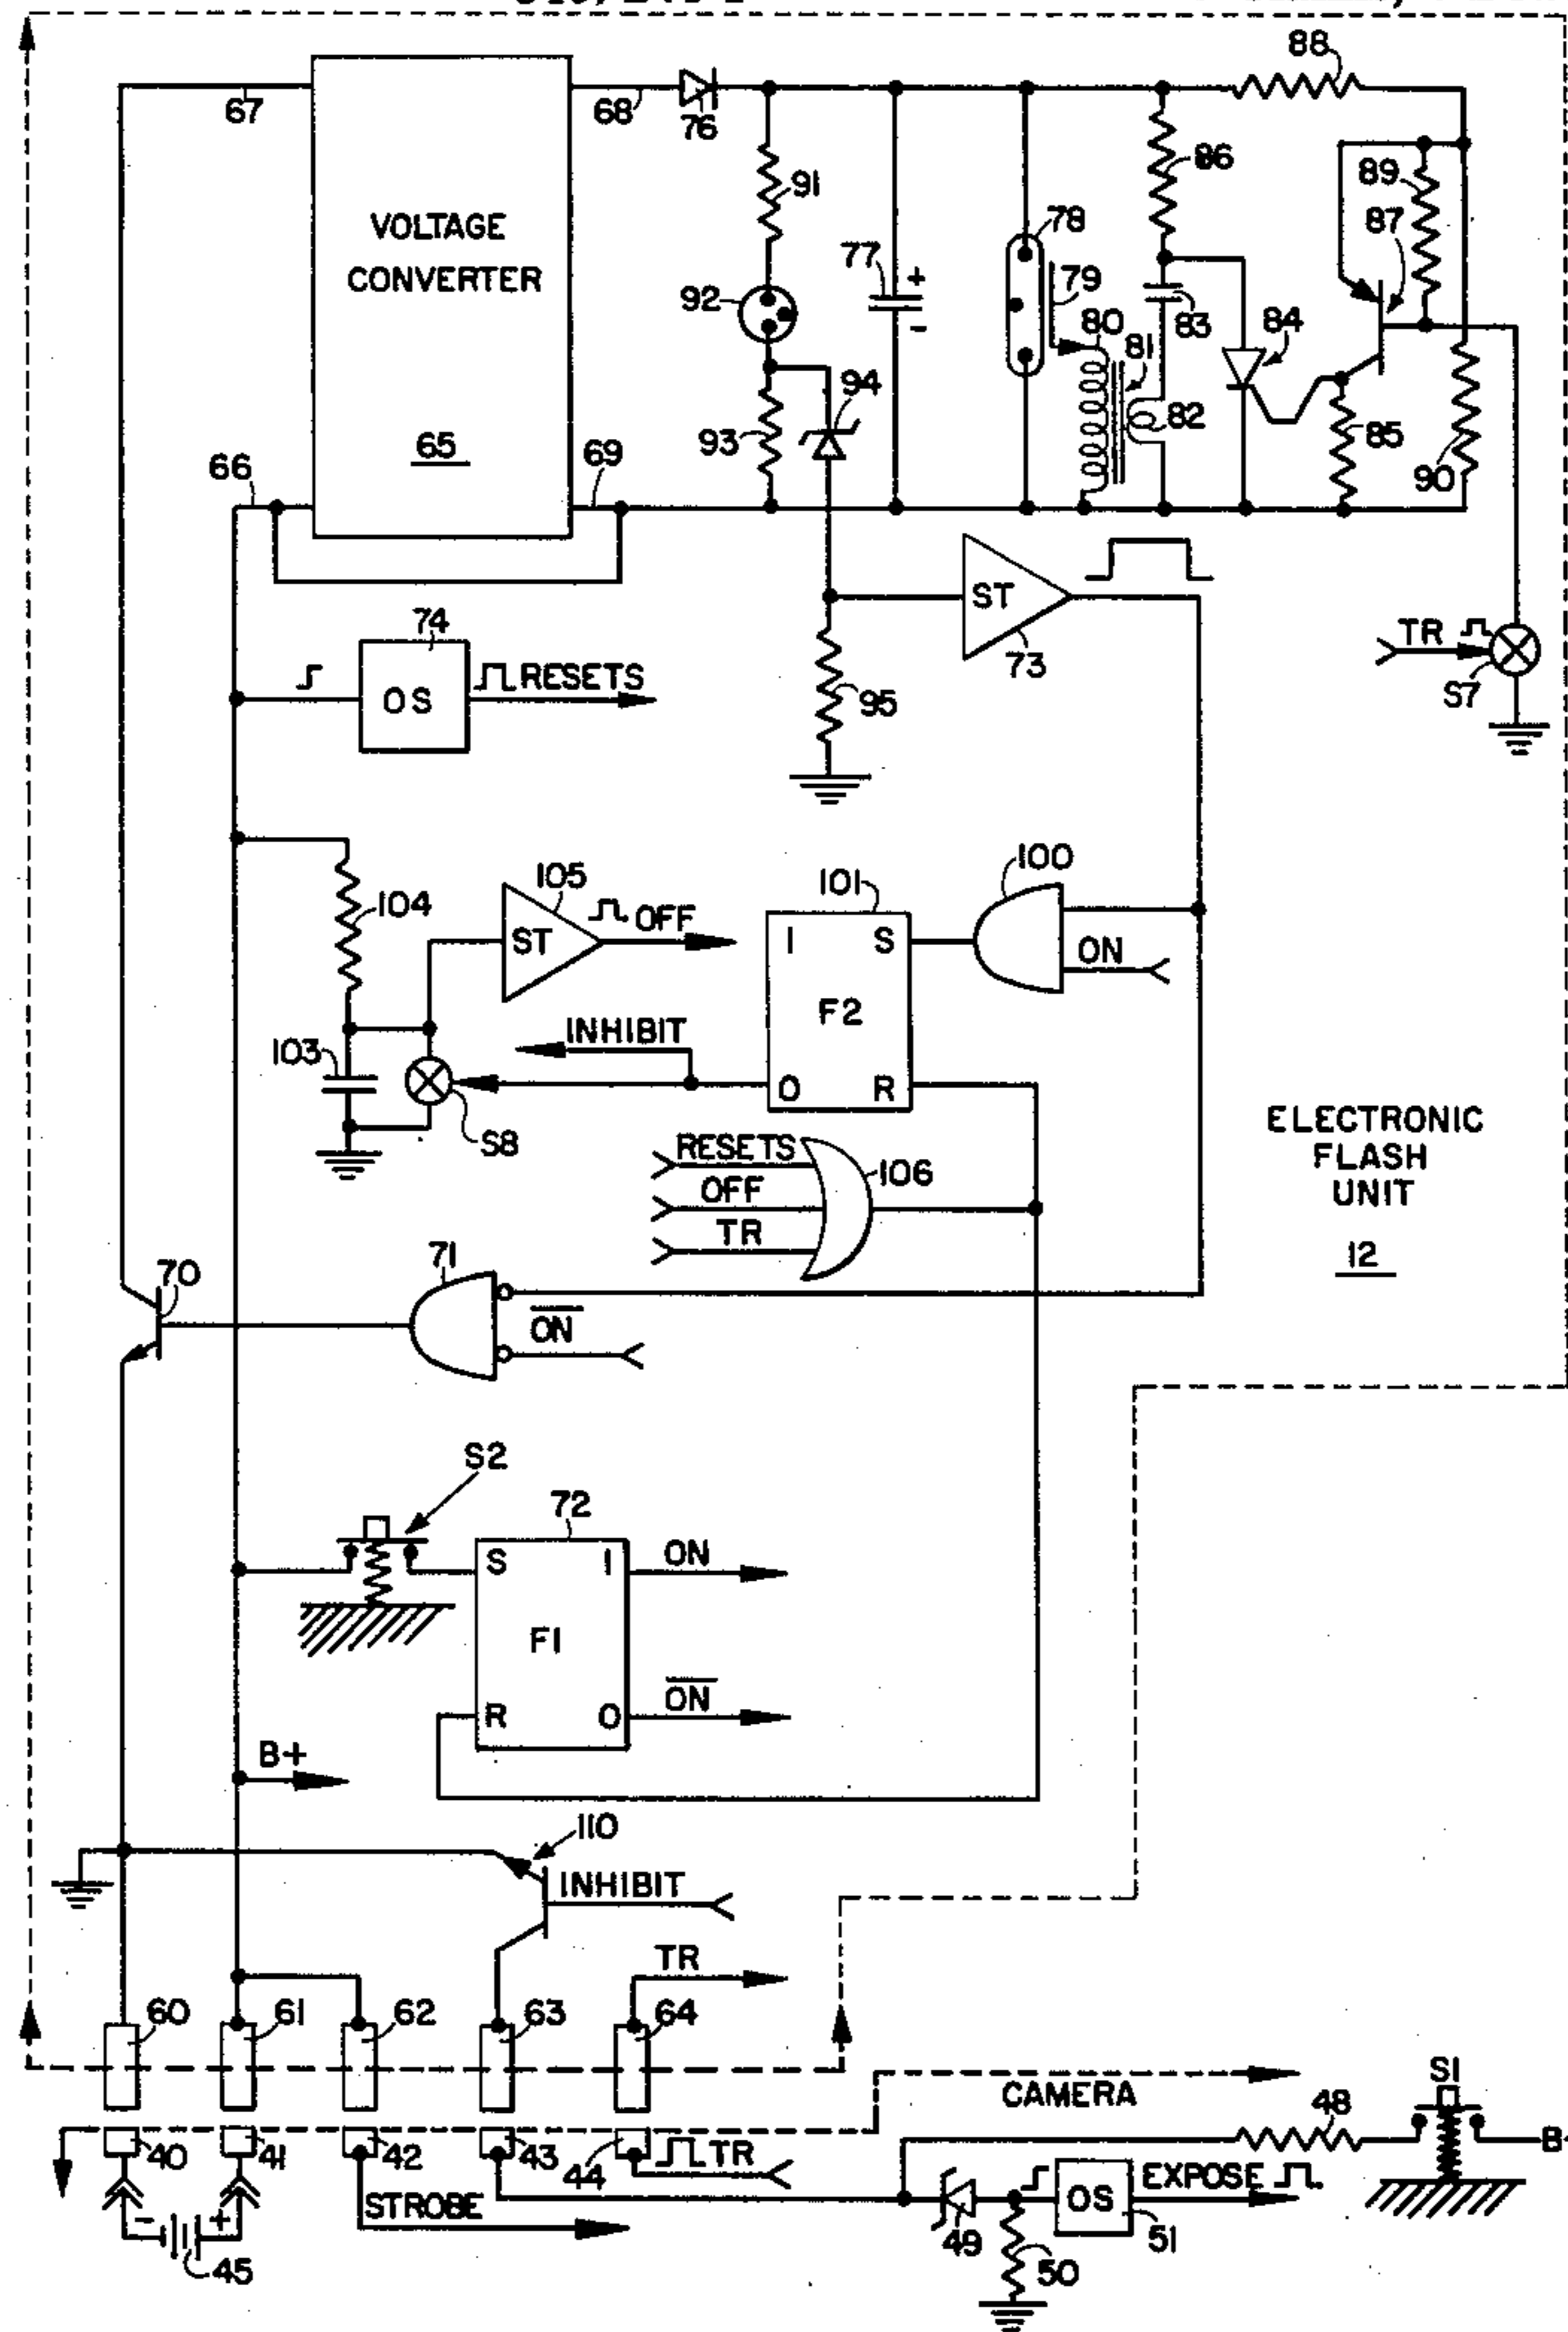 88
67
68
76
91
86
89
87
VOLTAGE
CONVERTER
78
77
+
-
92
79
80
83
84
81
94
82
93
85
90
65
66
69
ST
73
74
OS
RESETS
TR
S7
95
100
101
105
OFF
104
ST
I
S
ON
F2
INHIBIT
103
O
R
S8
ELECTRONIC
FLASH
UNIT
12
RESETS
OFF
TR
106
71
70
ON
S2
72
S
I
ON
F1
R
O
ON
B+
110
INHIBIT
TR
60
61
62
63
64
CAMERA
S1
48
40
41
42
43
44
TR
B+
EXPOSE
OS
STROBE
49
51
- +
45
50